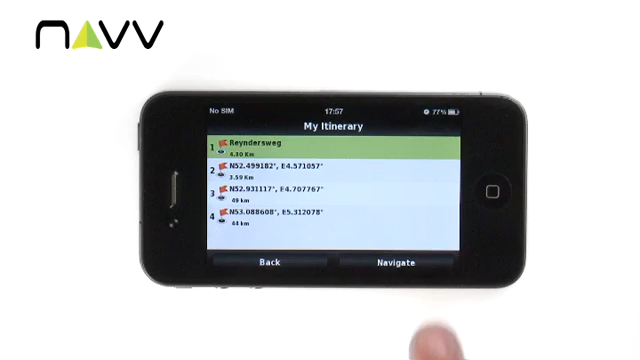 NAVV
No SIM 17:57 77%
My Itinerary
1 Reyndersweg
4.30 Km
2 N52.499182°, E4.571057°
3.59 Km
3 N52.931117°, E4.707767°
49 km
4 N53.088608°, E5.312078°
44 km
Back Navigate